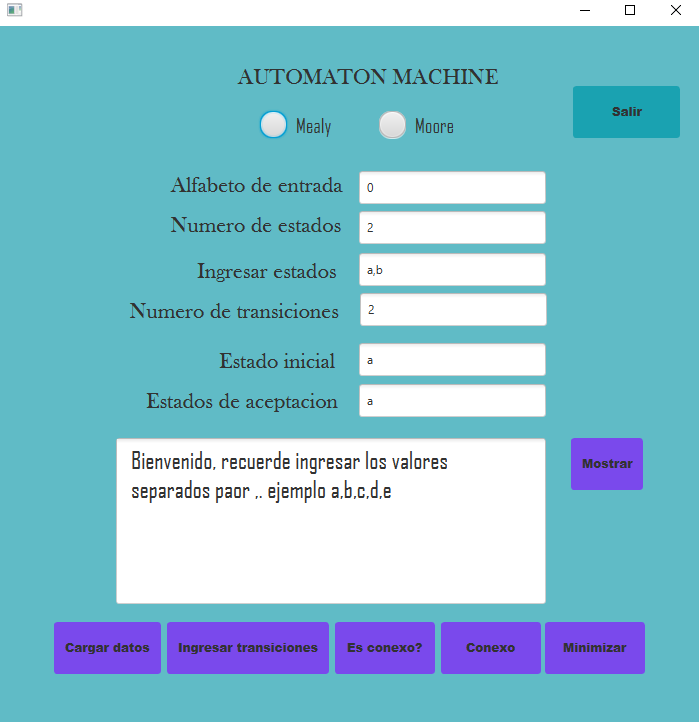 AUTOMATON MACHINE
Mealy Moore
Salir
Alfabeto de entrada 0
Numero de estados 2
Ingresar estados a,b
Numero de transiciones 2
Estado inicial a
Estados de aceptacion a
Bienvenido, recuerde ingresar los valores
separados paor ,. ejemplo a,b,c,d,e
Mostrar
Cargar datos Ingresar transiciones Es conexo? Conexo Minimizar